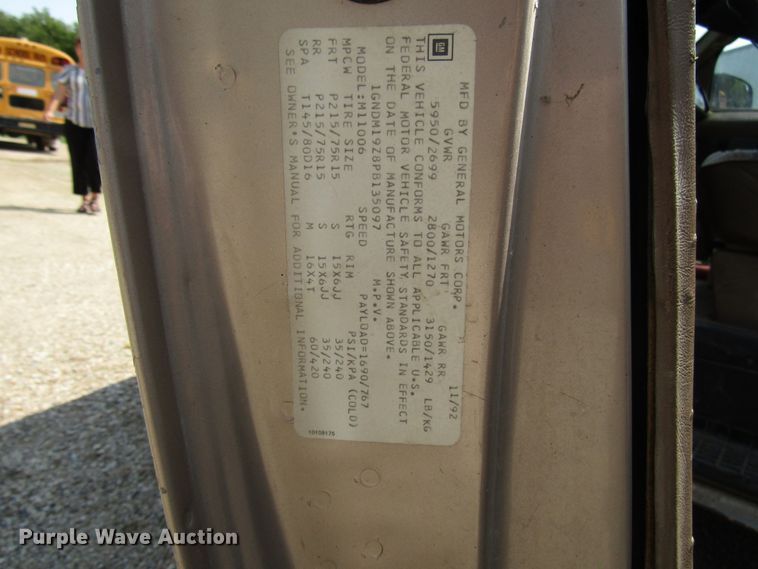 MFD BY GENERAL MOTORS CORP. 11/92
GM GVWR GAWR FRT GAWR RR
5950/2699 2800/1270 3150/1429 LB/KG
THIS VEHICLE CONFORMS TO ALL APPLICABLE U.S.
FEDERAL MOTOR VEHICLE SAFETY STANDARDS IN EFFECT
ON THE DATE OF MANUFACTURE SHOWN ABOVE.
1GNDM19Z8PB135097 M.P.V.
MODEL:M11006 PAYLOAD=1690/767
MPCW TIRE SIZE SPEED RTG RIM PSI/KPA (COLD)
FRT P215/75R15 S 15X6JJ 35/240
RR P215/75R15 S 15X6JJ 35/240
SPA T145/80D16 M 16X4T 60/420
SEE OWNER'S MANUAL FOR ADDITIONAL INFORMATION.
10109175
SCHOOL BUS
Purple Wave Auction